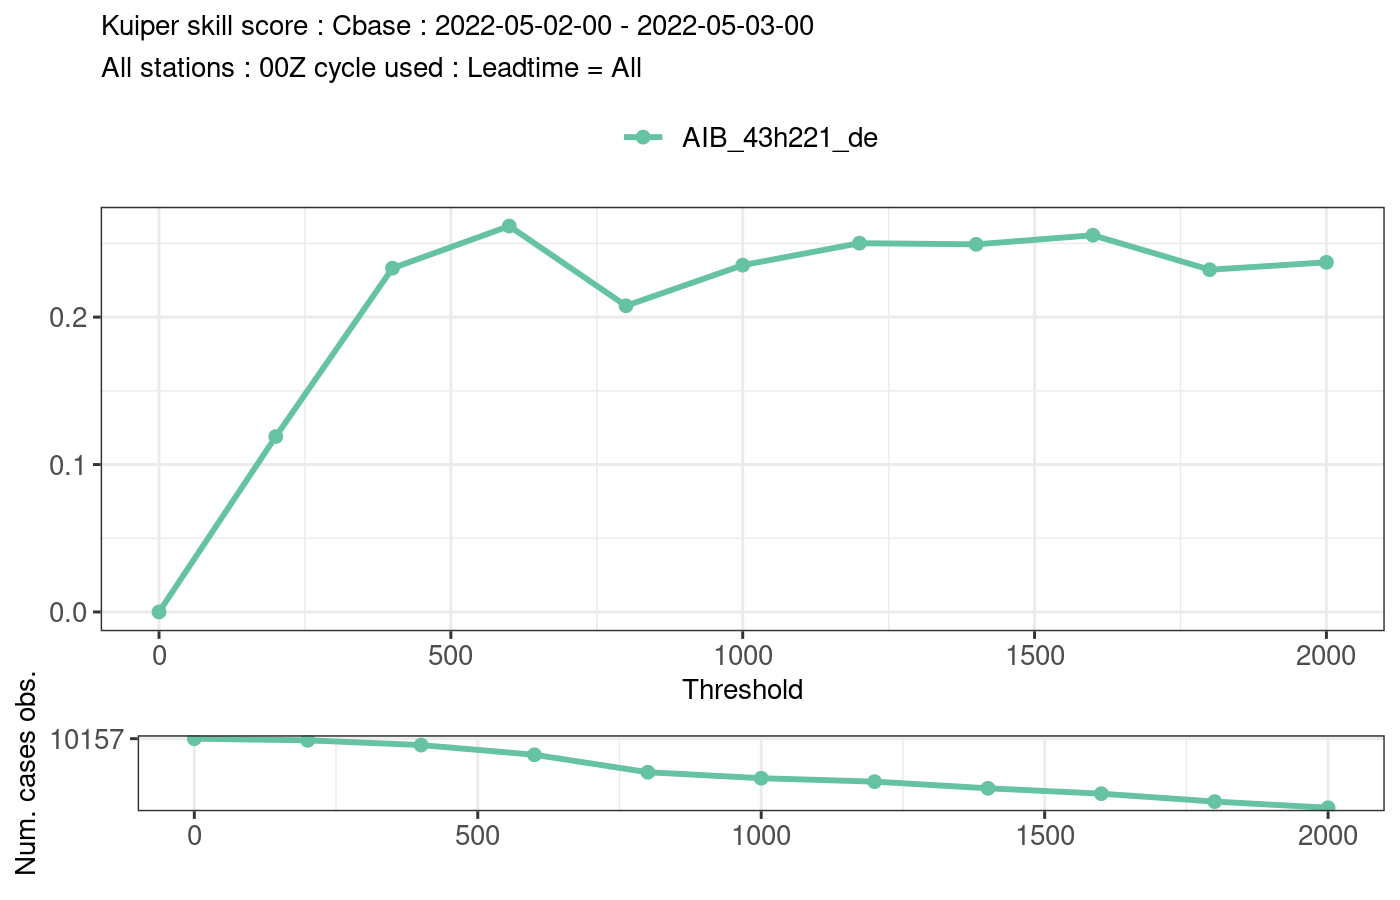 Kuiper skill score : Cbase : 2022-05-02-00 - 2022-05-03-00
All stations : 00Z cycle used : Leadtime = All
AIB_43h221_de
0.2
0.1
0.0
0 500 1000 1500 2000
Threshold
Num. cases obs.
10157
0 500 1000 1500 2000